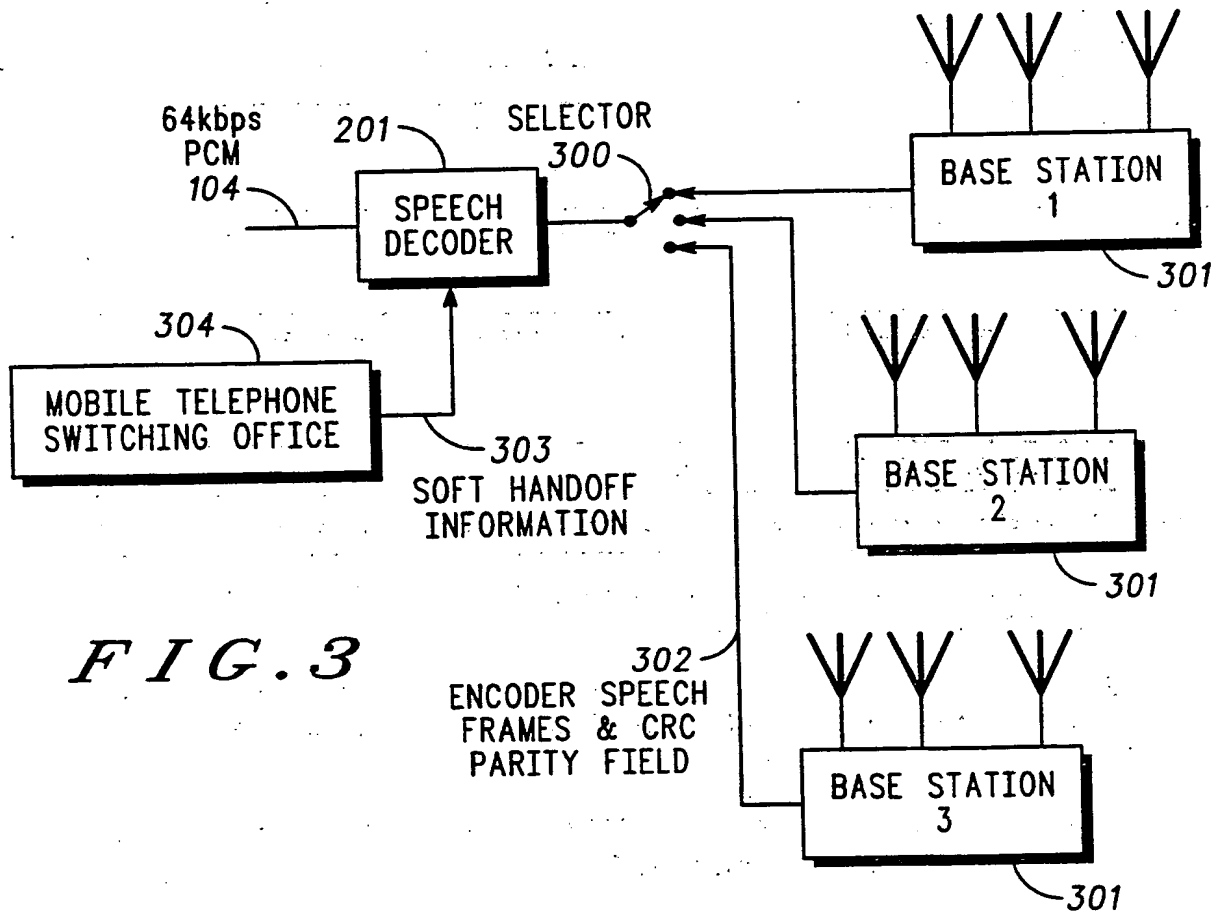 64kbps
PCM
104
201
SPEECH
DECODER
SELECTOR
300
BASE STATION
1
301
304
MOBILE TELEPHONE
SWITCHING OFFICE
303
SOFT HANDOFF
INFORMATION
BASE STATION
2
301
302
ENCODER SPEECH
FRAMES & CRC
PARITY FIELD
BASE STATION
3
301
FIG.3